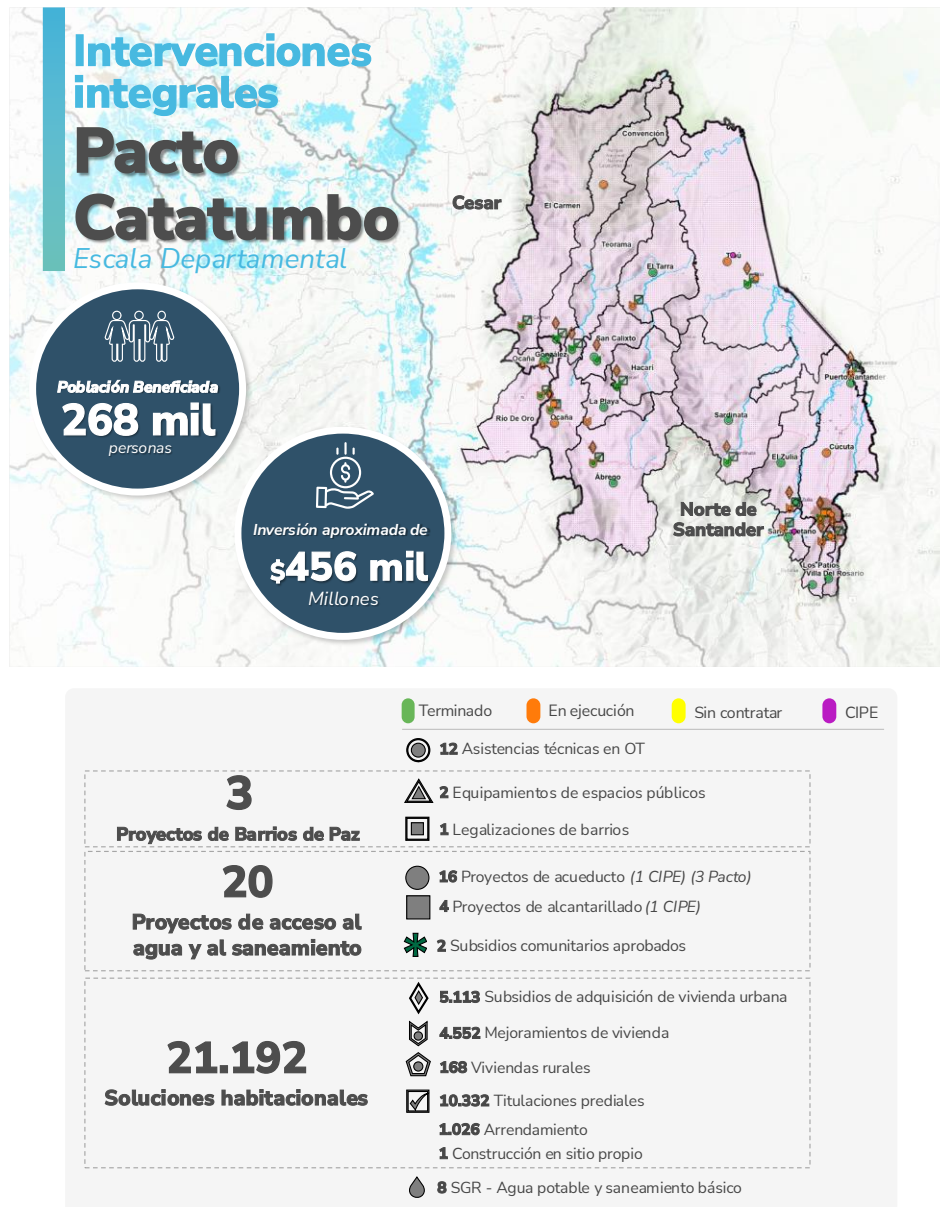 Intervenciones
integrales
Pacto
Catatumbo
Escala Departamental
Población Beneficiada
268 mil
personas
Inversión aproximada de
$456 mil
Millones
Cesar
Norte de
Santander
Convención
El Carmen
Teorama
El Tarra
San Calixto
Ocaña
González
Hacarí
La Playa
Río De Oro
Ocaña
Abrego
Sardinata
Puerto Santander
Cúcuta
El Zulia
Los Patios
Villa Del Rosario
Terminado
En ejecución
Sin contratar
CIPE
12 Asistencias técnicas en OT
3
Proyectos de Barrios de Paz
2 Equipamientos de espacios públicos
1 Legalizaciones de barrios
20
Proyectos de acceso al
agua y al saneamiento
16 Proyectos de acueducto (1 CIPE) (3 Pacto)
4 Proyectos de alcantarillado (1 CIPE)
2 Subsidios comunitarios aprobados
21.192
Soluciones habitacionales
5.113 Subsidios de adquisición de vivienda urbana
4.552 Mejoramientos de vivienda
168 Viviendas rurales
10.332 Titulaciones prediales
1.026 Arrendamiento
1 Construcción en sitio propio
8 SGR - Agua potable y saneamiento básico